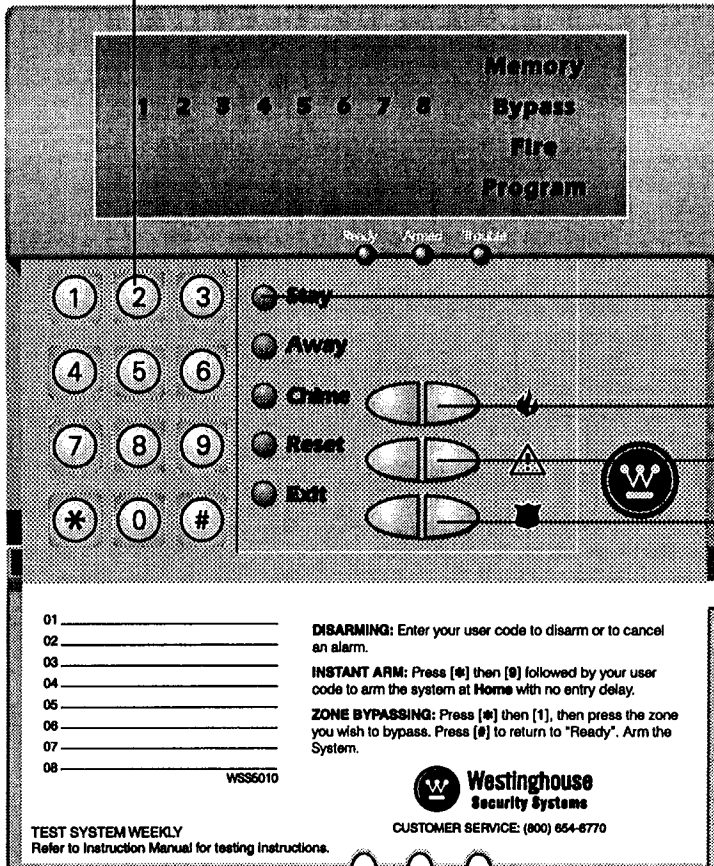 Memory
1 2 3 4 5 6 7 8 Bypass
Fire
Program
Ready Armed Trouble
1 2 3 Stay
Away
4 5 6
Chime
7 8 9 Reset
Exit
* 0 #
W
01
02
03
04
05
06
07
08
WSS5010
TEST SYSTEM WEEKLY
Refer to Instruction Manual for testing instructions.
DISARMING: Enter your user code to disarm or to cancel
an alarm.
INSTANT ARM: Press [*] then [9] followed by your user
code to arm the system at Home with no entry delay.
ZONE BYPASSING: Press [*] then [1], then press the zone
you wish to bypass. Press [#] to return to "Ready". Arm the
System.
W Westinghouse
Security Systems
CUSTOMER SERVICE: (800) 654-6770